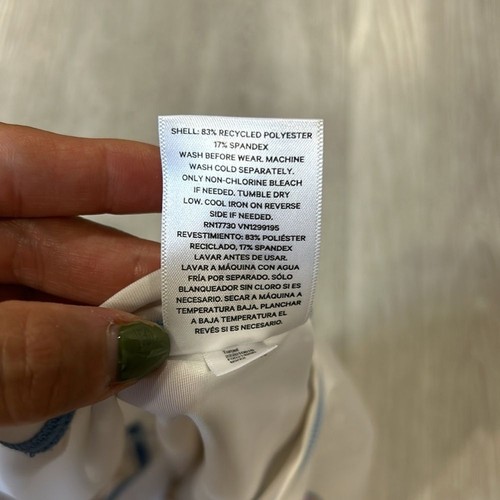 SHELL: 83% RECYCLED POLYESTER
17% SPANDEX
WASH BEFORE WEAR. MACHINE
WASH COLD SEPARATELY.
ONLY NON-CHLORINE BLEACH
IF NEEDED. TUMBLE DRY
LOW. COOL IRON ON REVERSE
SIDE IF NEEDED.
RN17730 VN1299195
REVESTIMIENTO: 83% POLIÉSTER
RECICLADO, 17% SPANDEX
LAVAR ANTES DE USAR.
LAVAR A MÁQUINA CON AGUA
FRÍA POR SEPARADO. SÓLO
BLANQUEADOR SIN CLORO SI ES
NECESARIO. SECAR A MÁQUINA A
TEMPERATURA BAJA, PLANCHAR
A BAJA TEMPERATURA EL
REVÉS SI ES NECESARIO.